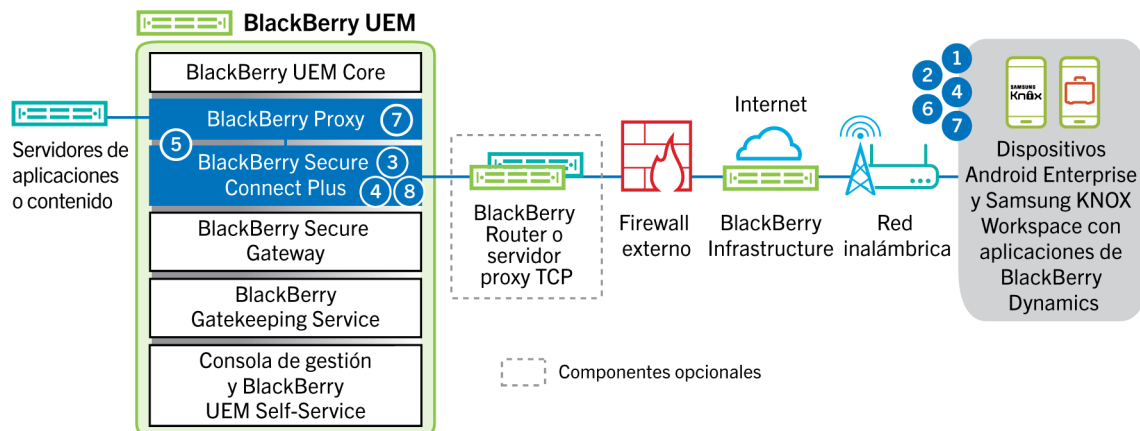 BlackBerry UEM
BlackBerry UEM Core
BlackBerry Proxy
7
5
BlackBerry Secure
Connect Plus
3
4
8
BlackBerry Secure
Gateway
BlackBerry
Gatekeeping Service
Consola de gestión
y BlackBerry
UEM Self-Service
Servidores de
aplicaciones
o contenido
BlackBerry
Router o
servidor
proxy TCP
Componentes opcionales
Firewall
externo
Internet
BlackBerry
Infrastructure
Red
inalámbrica
1
2
4
6
7
SAMSUNG
Knox
Dispositivos
Android Enterprise
y Samsung KNOX
Workspace con
aplicaciones de
BlackBerry
Dynamics